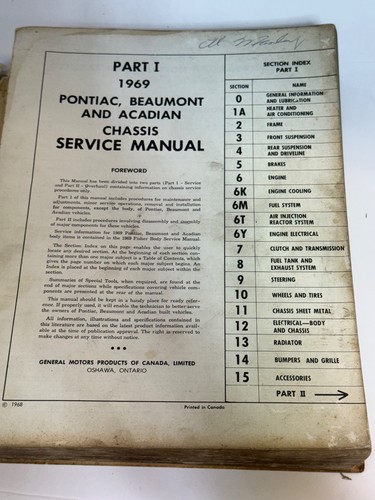 PART I
1969
PONTIAC, BEAUMONT
AND ACADIAN
CHASSIS
SERVICE MANUAL
FOREWORD
This Manual has been divided into two parts (Part I - Service
and Part II - Overhaul) containing information on chassis service
procedures only.
Part I of this manual includes procedures for maintenance and
adjustments, minor service operations, removal and installation
for components, except the body, of Pontiac, Beaumont and
Acadian vehicles.
Part II includes procedures involving disassembly and assembly
of major components for these vehicles.
Service information for 1969 Pontiac, Beaumont and Acadian
body items is contained in the 1969 Fisher Body Service Manual.
The Section Index on this page enables the user to quickly
locate any desired section. At the beginning of each section con-
taining more than one major subject is a Table of Contents, which
gives the page number on which each major subject begins. An
Index is placed at the beginning of each major subject within the
section.
Summaries of Special Tools, when required, are found at the
end of major sections while specifications covering vehicle com-
ponents are presented at the rear of the manual.
This manual should be kept in a handy place for ready refer-
ence. If properly used, it will enable the technician to better serve
the owners of Pontiac, Beaumont and Acadian built vehicles.
All information, illustrations and specifications contained in
this literature are based on the latest product information avail-
able at the time of publication approval. The right is reserved to
make changes at any time without notice.
GENERAL MOTORS PRODUCTS OF CANADA, LIMITED
OSHAWA, ONTARIO
© 1968
Printed in Canada
SECTION INDEX
PART I
SECTION NAME
0 GENERAL INFORMATION
AND LUBRICATION
1A HEATER AND
AIR CONDITIONING
2 FRAME
3 FRONT SUSPENSION
4 REAR SUSPENSION
AND DRIVELINE
5 BRAKES
6 ENGINE
6K ENGINE COOLING
6M FUEL SYSTEM
6T AIR INJECTION
REACTOR SYSTEM
6Y ENGINE ELECTRICAL
7 CLUTCH AND TRANSMISSION
8 FUEL TANK AND
EXHAUST SYSTEM
9 STEERING
10 WHEELS AND TIRES
11 CHASSIS SHEET METAL
12 ELECTRICAL-BODY
AND CHASSIS
13 RADIATOR
14 BUMPERS AND GRILLE
15 ACCESSORIES
PART II